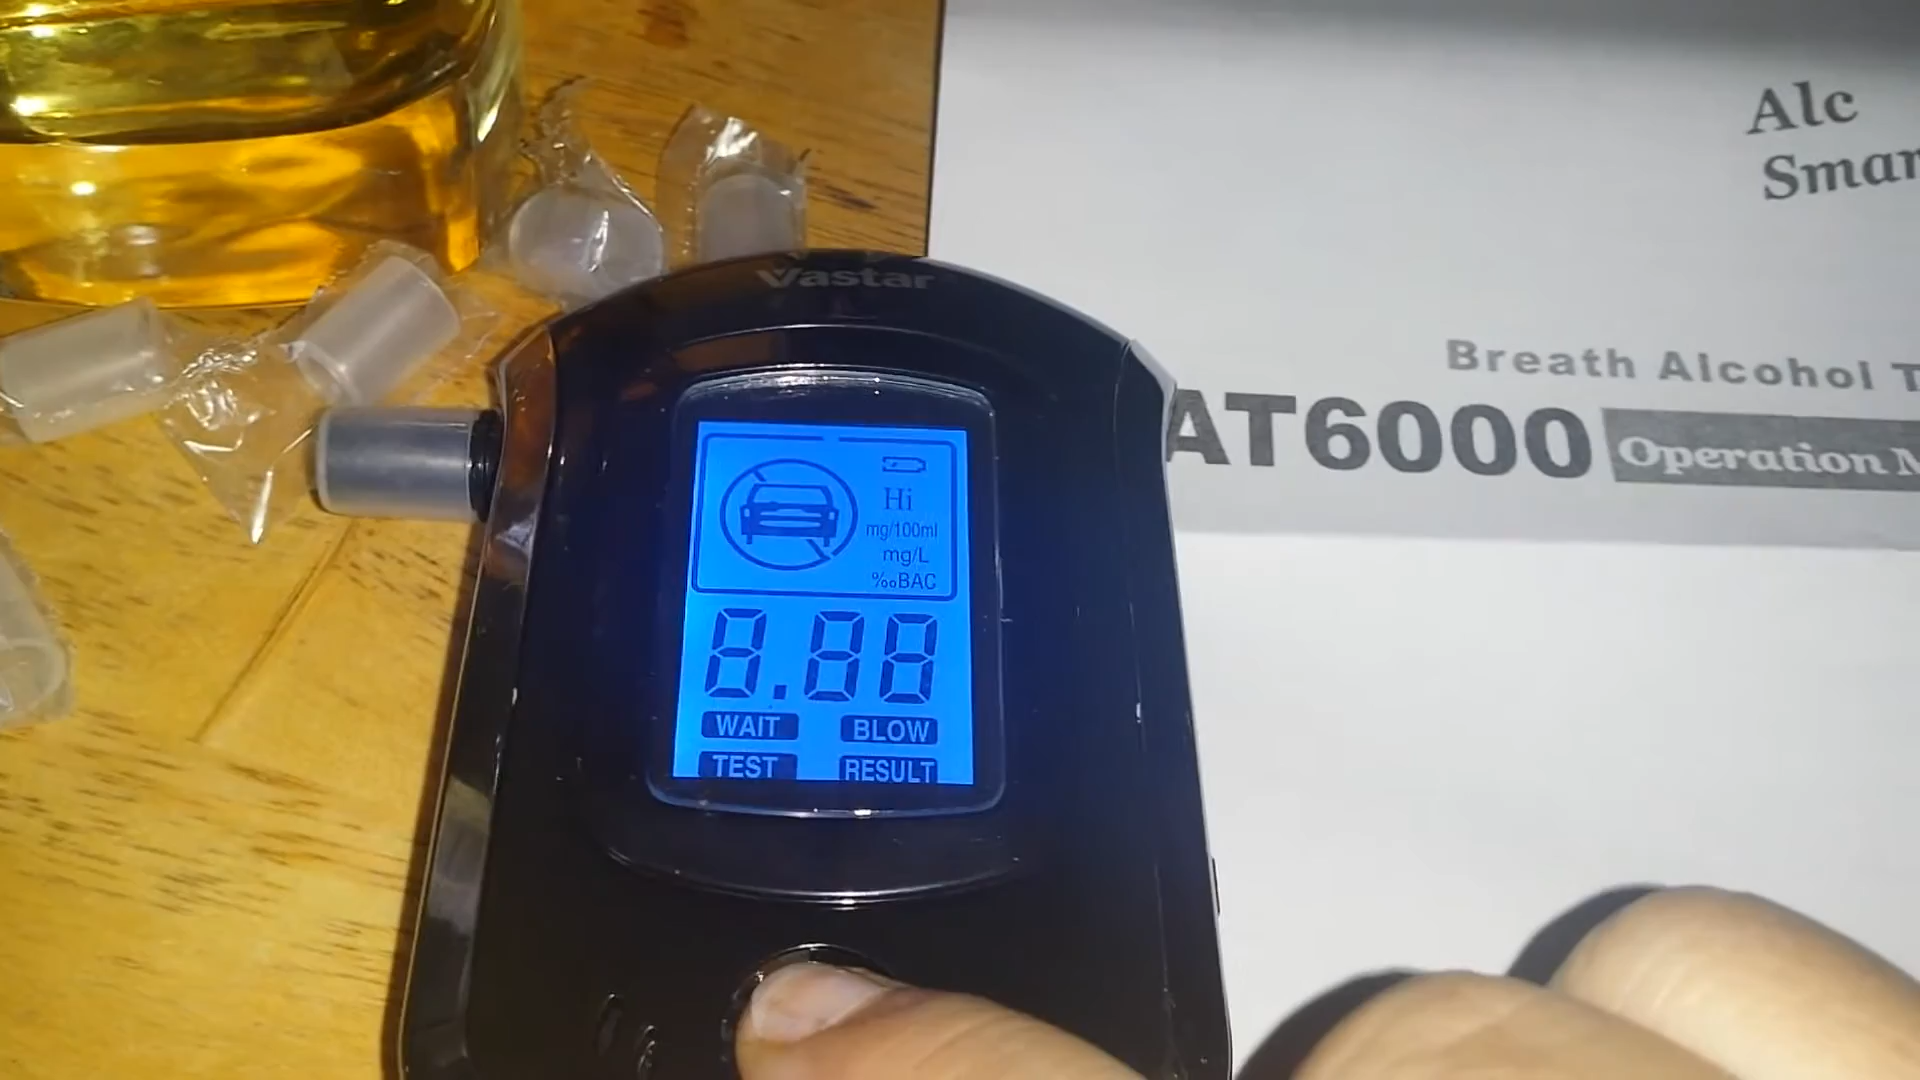 Alc
Smar
Breath Alcohol T
AT6000 Operation M
Vastar
Hi
mg/100ml
mg/L
‰BAC
8.88
WAIT BLOW
TEST RESULT